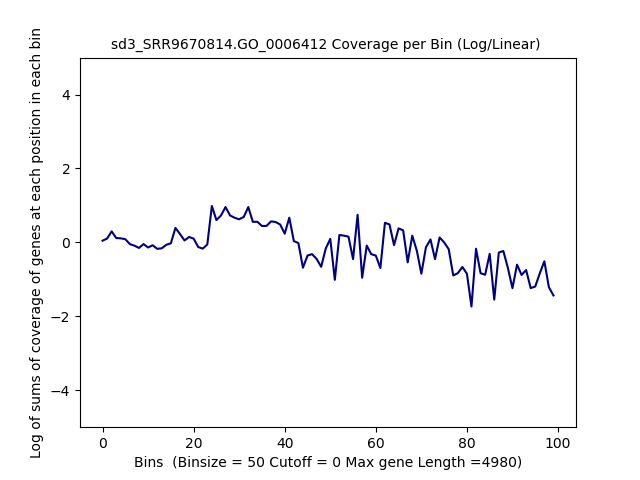 sd3_SRR9670814.GO_0006412 Coverage per Bin (Log/Linear)
Log of sums of coverage of genes at each position in each bin
4
2
0
−2
−4
0 20 40 60 80 100
Bins  (Binsize = 50 Cutoff = 0 Max gene Length =4980)